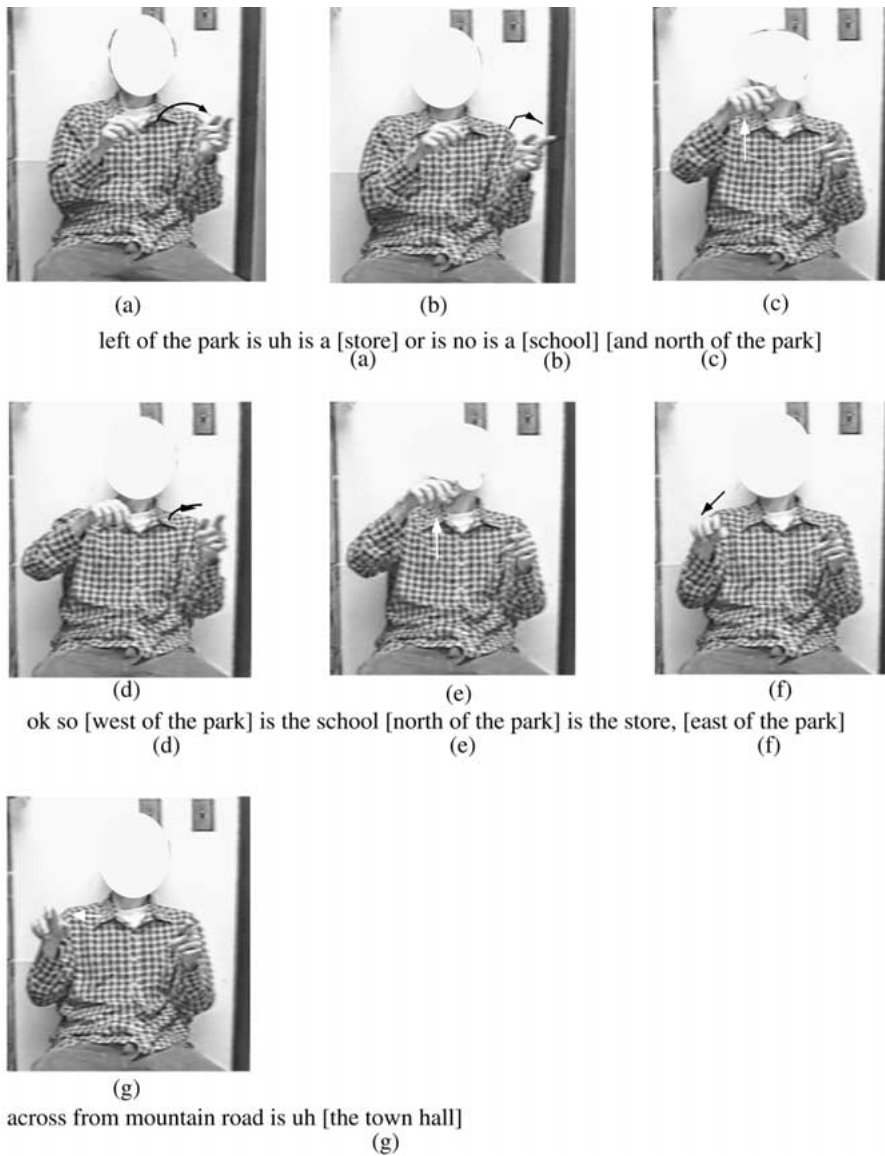 (a) (b) (c)
left of the park is uh is a [store] or is no is a [school] [and north of the park]
(a) (b) (c)
(d) (e) (f)
ok so [west of the park] is the school [north of the park] is the store, [east of the park]
(d) (e) (f)
(g)
across from mountain road is uh [the town hall]
(g)